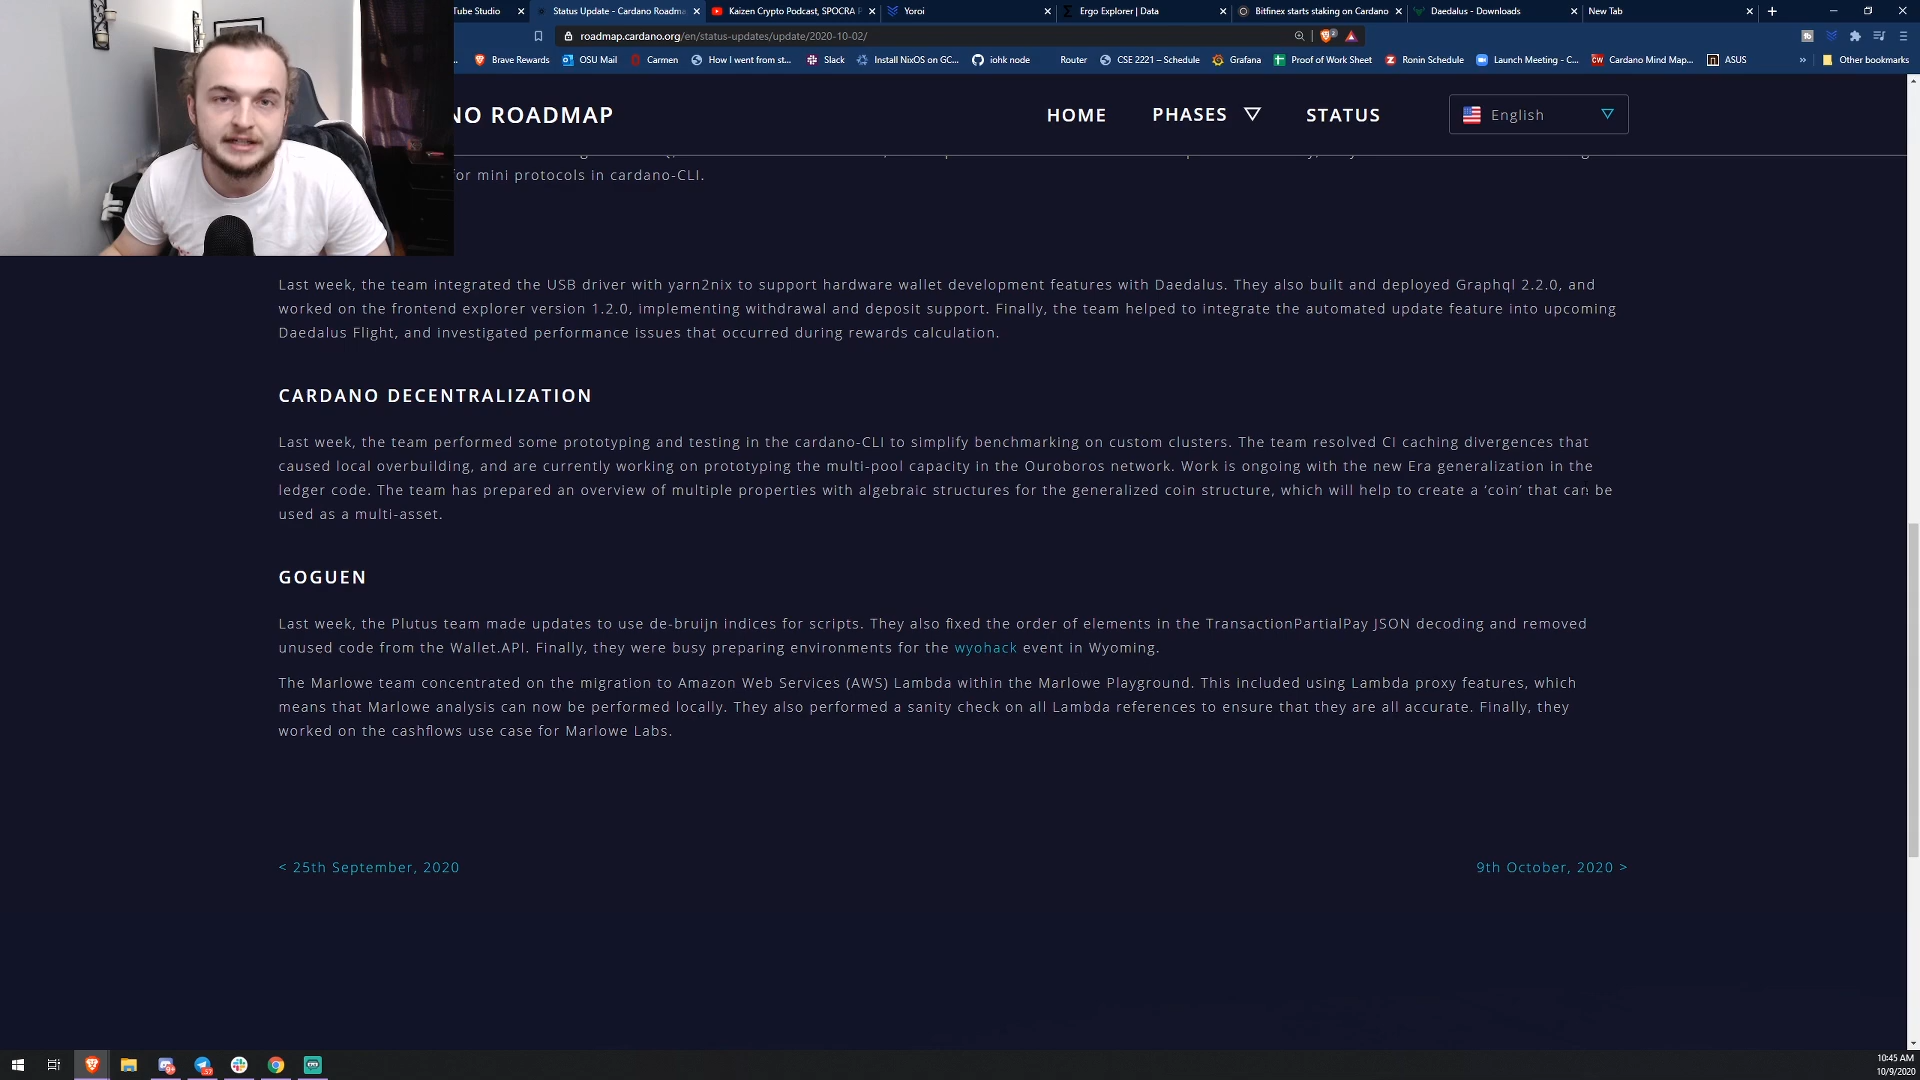 Tube Studio
Status Update - Cardano Roadma
Kaizen Crypto Podcast, SPOCRA P
Yoroi
Ergo Explorer | Data
Bitfinex starts staking on Cardano
Daedalus - Downloads
New Tab
roadmap.cardano.org/en/status-updates/update/2020-10-02/
Brave Rewards
OSU Mail
Carmen
How I went from st...
Slack
Install NixOS on GC...
iohk node
Router
CSE 2221 – Schedule
Grafana
Proof of Work Sheet
Ronin Schedule
Launch Meeting - C...
Cardano Mind Map...
ASUS
Other bookmarks
NO ROADMAP
HOME
PHASES
STATUS
English
or mini protocols in cardano-CLI.
Last week, the team integrated the USB driver with yarn2nix to support hardware wallet development features with Daedalus. They also built and deployed Graphql 2.2.0, and
worked on the frontend explorer version 1.2.0, implementing withdrawal and deposit support. Finally, the team helped to integrate the automated update feature into upcoming
Daedalus Flight, and investigated performance issues that occurred during rewards calculation.
CARDANO DECENTRALIZATION
Last week, the team performed some prototyping and testing in the cardano-CLI to simplify benchmarking on custom clusters. The team resolved CI caching divergences that
caused local overbuilding, and are currently working on prototyping the multi-pool capacity in the Ouroboros network. Work is ongoing with the new Era generalization in the
ledger code. The team has prepared an overview of multiple properties with algebraic structures for the generalized coin structure, which will help to create a ‘coin’ that can be
used as a multi-asset.
GOGUEN
Last week, the Plutus team made updates to use de-bruijn indices for scripts. They also fixed the order of elements in the TransactionPartialPay JSON decoding and removed
unused code from the Wallet.API. Finally, they were busy preparing environments for the wyohack event in Wyoming.
The Marlowe team concentrated on the migration to Amazon Web Services (AWS) Lambda within the Marlowe Playground. This included using Lambda proxy features, which
means that Marlowe analysis can now be performed locally. They also performed a sanity check on all Lambda references to ensure that they are all accurate. Finally, they
worked on the cashflows use case for Marlowe Labs.
< 25th September, 2020
9th October, 2020 >
10:45 AM
10/9/2020